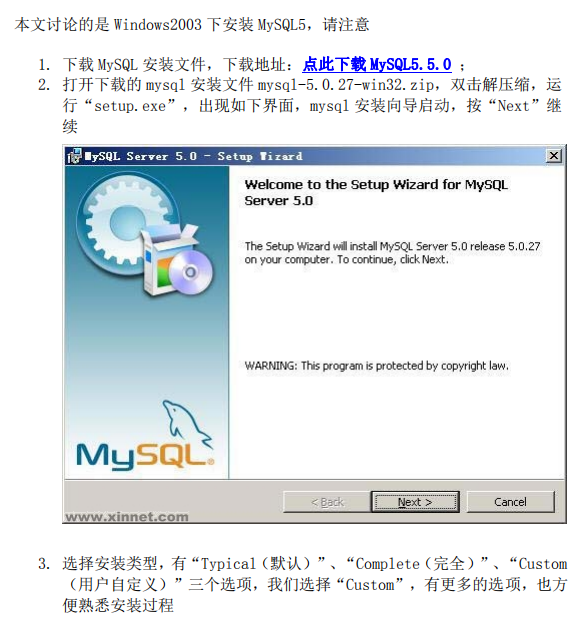 本文讨论的是 Windows2003 下安装 MySQL5，请注意
1. 下载 MySQL 安装文件，下载地址：点此下载 MySQL5.5.0 ；
2. 打开下载的 mysql 安装文件 mysql-5.0.27-win32.zip，双击解压缩，运
行“setup.exe”，出现如下界面，mysql 安装向导启动，按“Next”继
续
MySQL Server 5.0 - Setup Wizard
Welcome to the Setup Wizard for MySQL
Server 5.0
The Setup Wizard will install MySQL Server 5.0 release 5.0.27
on your computer. To continue, click Next.
WARNING: This program is protected by copyright law.
MySQL.
< Back
Next >
Cancel
www.xinnet.com
3. 选择安装类型，有“Typical（默认）”、“Complete（完全）”、“Custom
（用户自定义）”三个选项，我们选择“Custom”，有更多的选项，也方
便熟悉安装过程